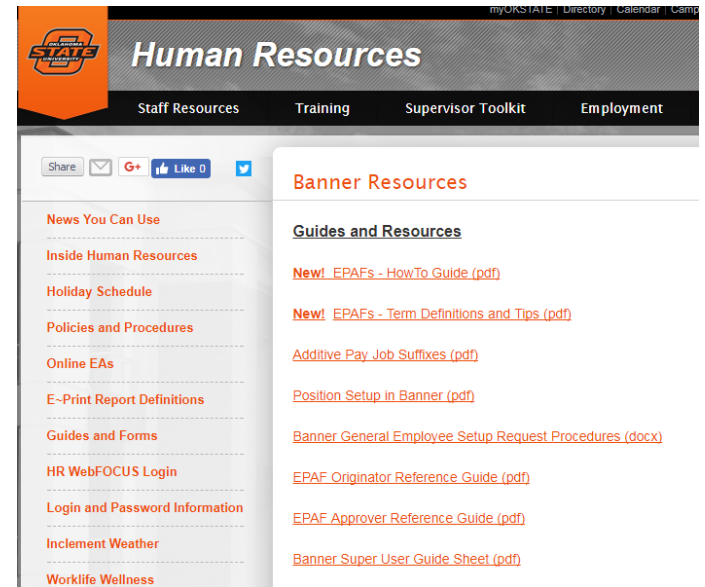 myOKSTATE | Directory | Calendar | Camp
OKLAHOMA
STATE
UNIVERSITY
Human Resources
Staff Resources Training Supervisor Toolkit Employment
Share G+ Like 0
Banner Resources
News You Can Use
Inside Human Resources
Holiday Schedule
Policies and Procedures
Online EAs
E~Print Report Definitions
Guides and Forms
HR WebFOCUS Login
Login and Password Information
Inclement Weather
Worklife Wellness
Guides and Resources
New! EPAFs - HowTo Guide (pdf)
New! EPAFs - Term Definitions and Tips (pdf)
Additive Pay Job Suffixes (pdf)
Position Setup in Banner (pdf)
Banner General Employee Setup Request Procedures (docx)
EPAF Originator Reference Guide (pdf)
EPAF Approver Reference Guide (pdf)
Banner Super User Guide Sheet (pdf)